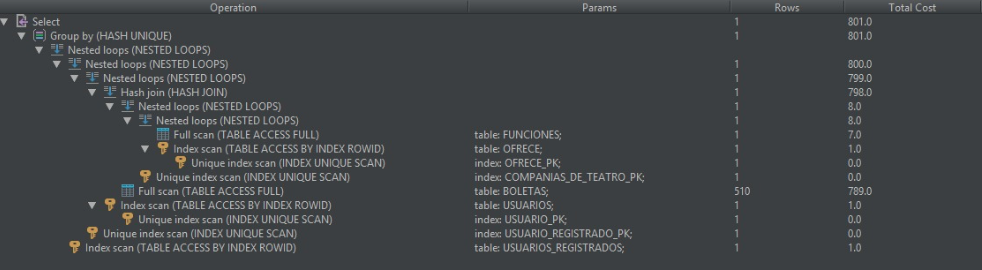 Operation Params Rows Total Cost
Select 1 801.0
Group by (HASH UNIQUE) 1 801.0
Nested loops (NESTED LOOPS)
Nested loops (NESTED LOOPS) 1 800.0
Nested loops (NESTED LOOPS) 1 799.0
Hash join (HASH JOIN) 1 798.0
Nested loops (NESTED LOOPS) 1 8.0
Nested loops (NESTED LOOPS) 1 8.0
Full scan (TABLE ACCESS FULL) table: FUNCIONES; 1 7.0
Index scan (TABLE ACCESS BY INDEX ROWID) table: OFRECE; 1 1.0
Unique index scan (INDEX UNIQUE SCAN) index: OFRECE_PK; 1 0.0
Unique index scan (INDEX UNIQUE SCAN) index: COMPANIAS_DE_TEATRO_PK; 1 0.0
Full scan (TABLE ACCESS FULL) table: BOLETAS; 510 789.0
Index scan (TABLE ACCESS BY INDEX ROWID) table: USUARIOS; 1 1.0
Unique index scan (INDEX UNIQUE SCAN) index: USUARIO_PK; 1 0.0
Unique index scan (INDEX UNIQUE SCAN) index: USUARIO_REGISTRADO_PK; 1 0.0
Index scan (TABLE ACCESS BY INDEX ROWID) table: USUARIOS_REGISTRADOS; 1 1.0